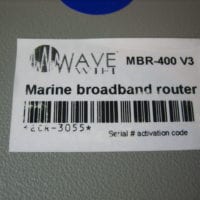 WAVE MBR-400 V3
WIFI
Marine broadband router
Serial # activation code